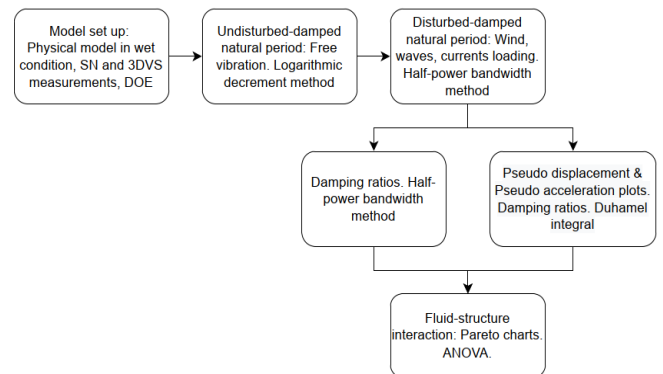 Model set up:
Physical model in wet
condition, SN and 3DVS
measurements, DOE
Undisturbed-damped
natural period: Free
vibration. Logarithmic
decrement method
Disturbed-damped
natural period: Wind,
waves, currents loading.
Half-power bandwidth
method
Damping ratios. Half-
power bandwidth
method
Pseudo displacement &
Pseudo acceleration plots.
Damping ratios. Duhamel
integral
Fluid-structure
interaction: Pareto charts.
ANOVA.